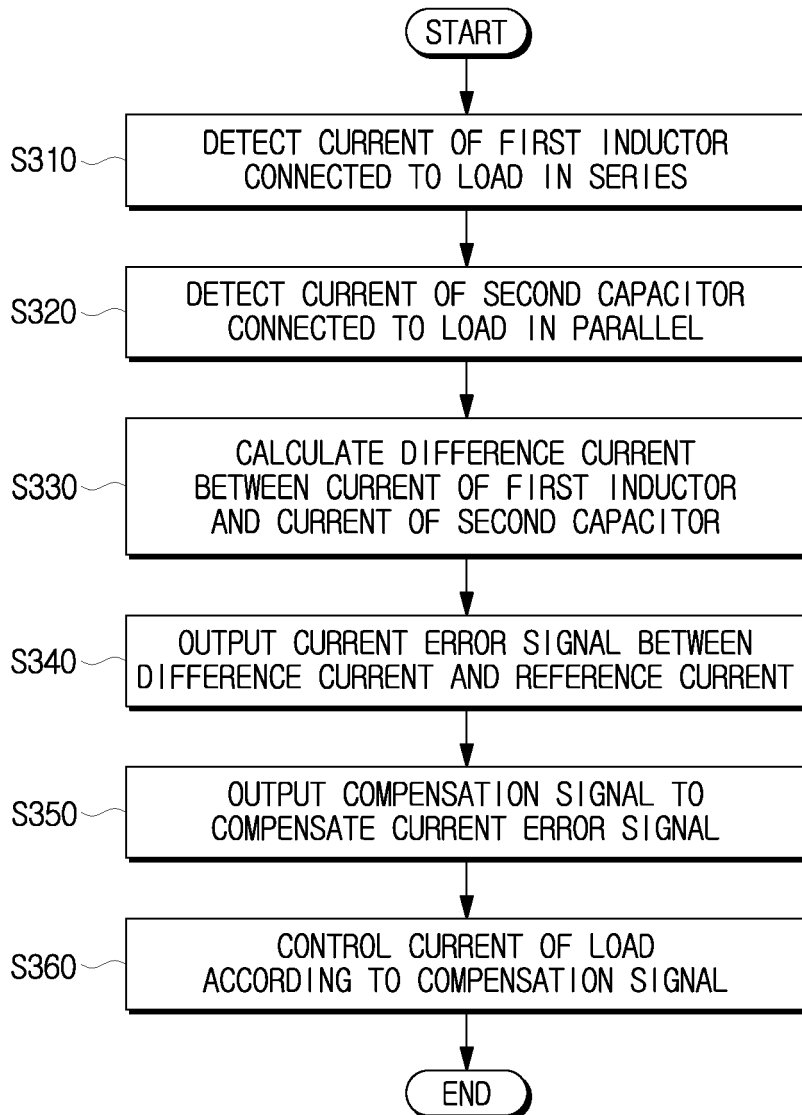 START
S310
DETECT CURRENT OF FIRST INDUCTOR
CONNECTED TO LOAD IN SERIES
S320
DETECT CURRENT OF SECOND CAPACITOR
CONNECTED TO LOAD IN PARALLEL
S330
CALCULATE DIFFERENCE CURRENT
BETWEEN CURRENT OF FIRST INDUCTOR
AND CURRENT OF SECOND CAPACITOR
S340
OUTPUT CURRENT ERROR SIGNAL BETWEEN
DIFFERENCE CURRENT AND REFERENCE CURRENT
S350
OUTPUT COMPENSATION SIGNAL TO
COMPENSATE CURRENT ERROR SIGNAL
S360
CONTROL CURRENT OF LOAD
ACCORDING TO COMPENSATION SIGNAL
END